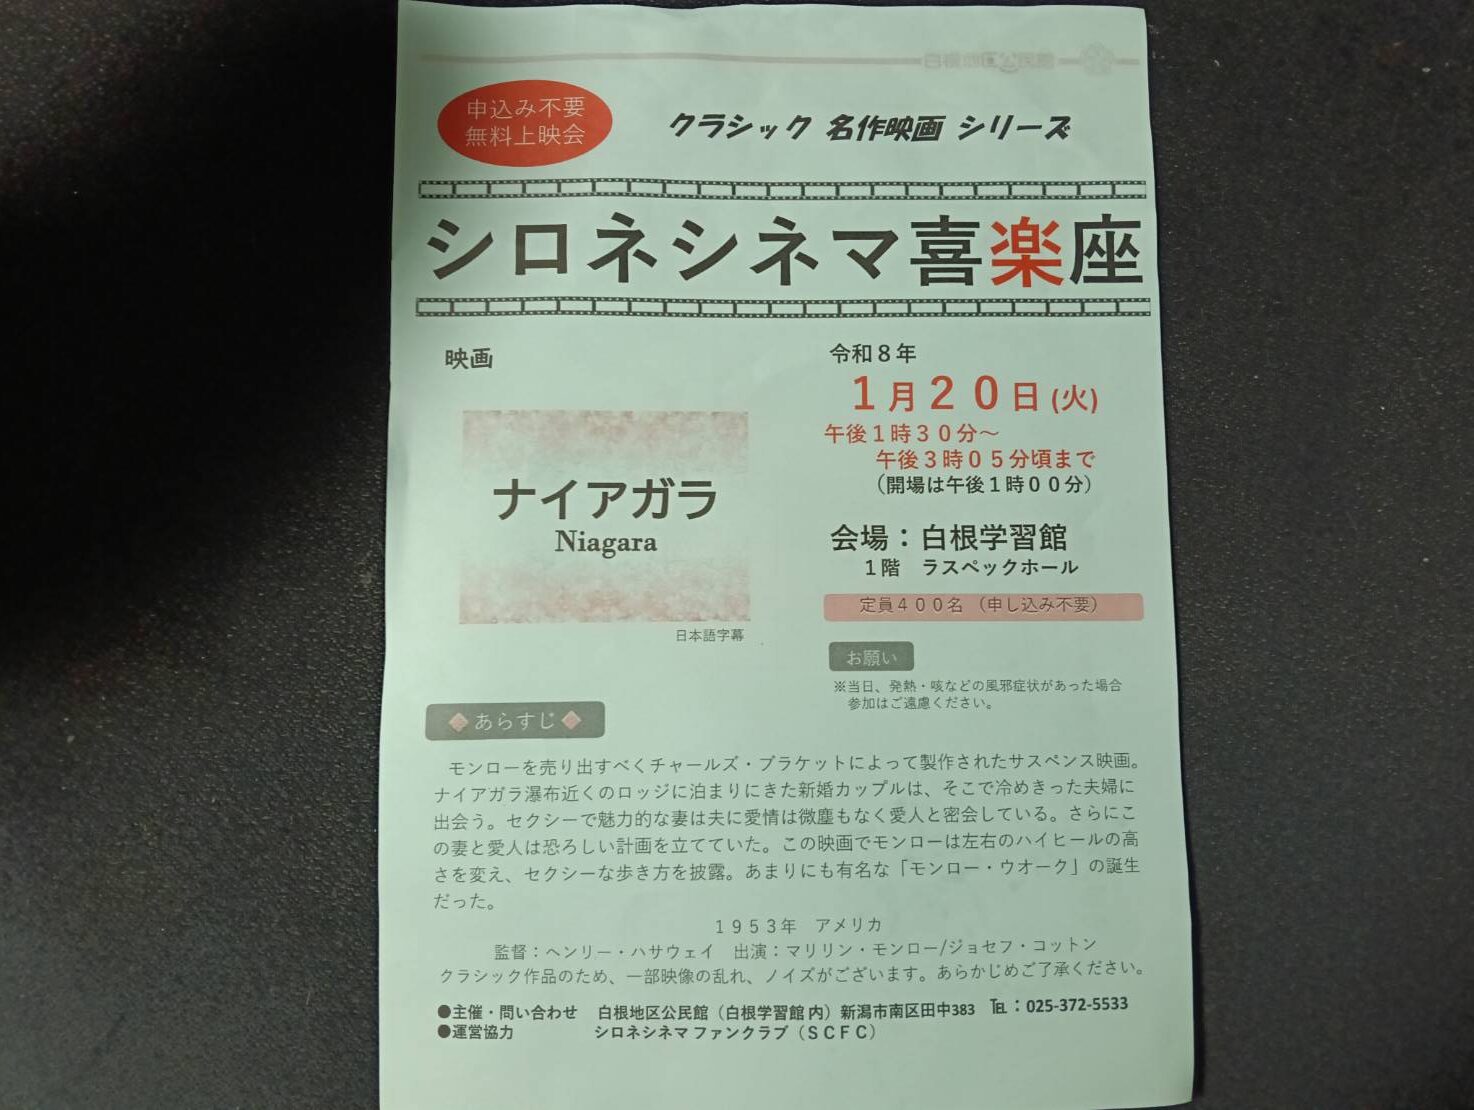 申込み不要
無料上映会
クラシック 名作映画 シリーズ
シロネシネマ喜楽座
映画
ナイアガラ
Niagara
日本語字幕
令和８年
１月２０日(火)
午後１時３０分～
午後３時０５分頃まで
（開場は午後１時００分）
会場：白根学習館
１階　ラスペックホール
定員４００名（申し込み不要）
お願い
※当日、発熱・咳などの風邪症状があった場合
参加はご遠慮ください。
◆あらすじ◆
モンローを売り出すべくチャールズ・ブラケットによって製作されたサスペンス映画。
ナイアガラ瀑布近くのロッジに泊まりにきた新婚カップルは、そこで冷めきった夫婦に
出会う。セクシーで魅力的な妻は夫に愛情は微塵もなく愛人と密会している。さらにこ
の妻と愛人は恐ろしい計画を立てていた。この映画でモンローは左右のハイヒールの高
さを変え、セクシーな歩き方を披露。あまりにも有名な「モンロー・ウオーク」の誕生
だった。
１９５３年　アメリカ
監督：ヘンリー・ハサウェイ　出演：マリリン・モンロー/ジョセフ・コットン
クラシック作品のため、一部映像の乱れ、ノイズがございます。あらかじめご了承ください。
●主催・問い合わせ　白根地区公民館（白根学習館内）新潟市南区田中383　℡：025-372-5533
●運営協力　シロネシネマ ファンクラブ（ＳＣＦＣ）